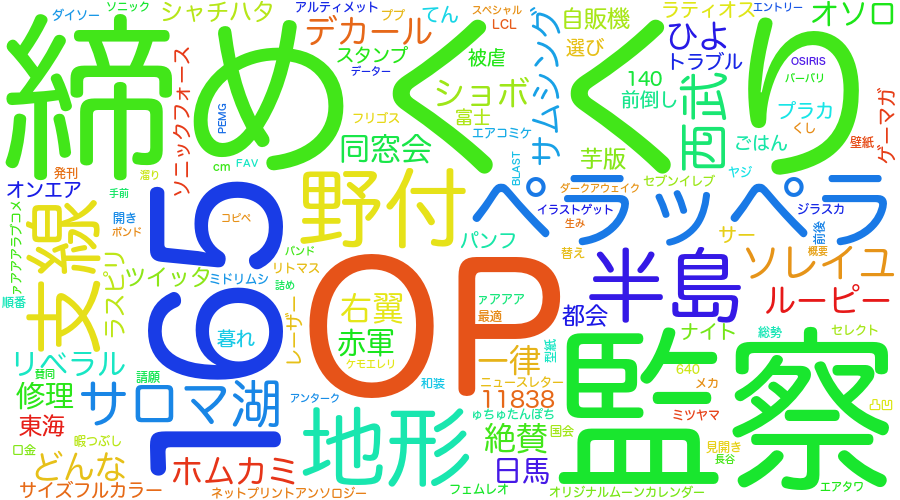 ダイソー
ソニック
シャチハタ
アルティメット
ププ
てん
スペシャル
LCL
自販機
ラティオス
エントリー
オソロ
締めくくり
デカール
スタンプ
被虐
データー
選び
ひよ
トラブル
OSIRIS
バーバリ
ソニックフォース
PEMG
ショボ
サムシング
140
前倒し
西武
プラカ
くし
ゲーマガ
フリゴス
富士
エアコミケ
ごはん
壁紙
同窓会
芋版
cm
FAV
BLAST
ヤジ
発刊
溜り
オンエア
手前
セブンイレブ
ダークアウェイク
生み
野付
ペラッペラ
イラストゲット
ジラスカ
支線
ァアアアラブコメ
開き
ボンド
コピペ
195
パンフ
サー
前後
ラスピリ
バンド
替え
概要
ツイッタ
ミドリムシ
リトマス
詰め
OP
半島
ソレイユ
順番
レーザー
右翼
ァアアア
最適
都会
ルーピー
暮れ
赤軍
ナイト
総勢
セレクト
リベラル
賛同
請願
ケモエレリ
一律
型紙
監察
640
修理
サロマ湖
和装
ニュースレター
メカ
アンターク
11838
ミツヤマ
凸凹
東海
地形
ゅちゅたんぽち
絶賛
国会
暇つぶし
口金
見開き
長谷
どんな
ホムカミ
日馬
サイズフルカラー
ネットプリントアンソロジー
フェムレオ
オリジナルムーンカレンダー
エアタワ